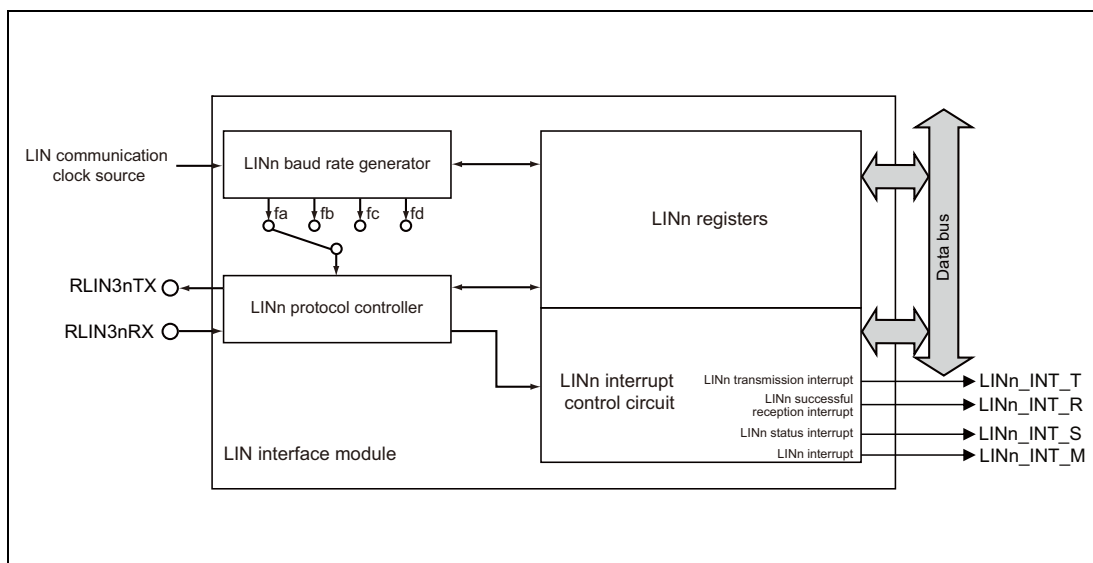 LIN communication
clock source
LINn baud rate generator
fa
fb
fc
fd
RLIN3nTX
RLIN3nRX
LINn protocol controller
LINn registers
Data bus
LINn interrupt
control circuit
LINn transmission interrupt
LINn successful
reception interrupt
LINn status interrupt
LINn interrupt
LINn_INT_T
LINn_INT_R
LINn_INT_S
LINn_INT_M
LIN interface module